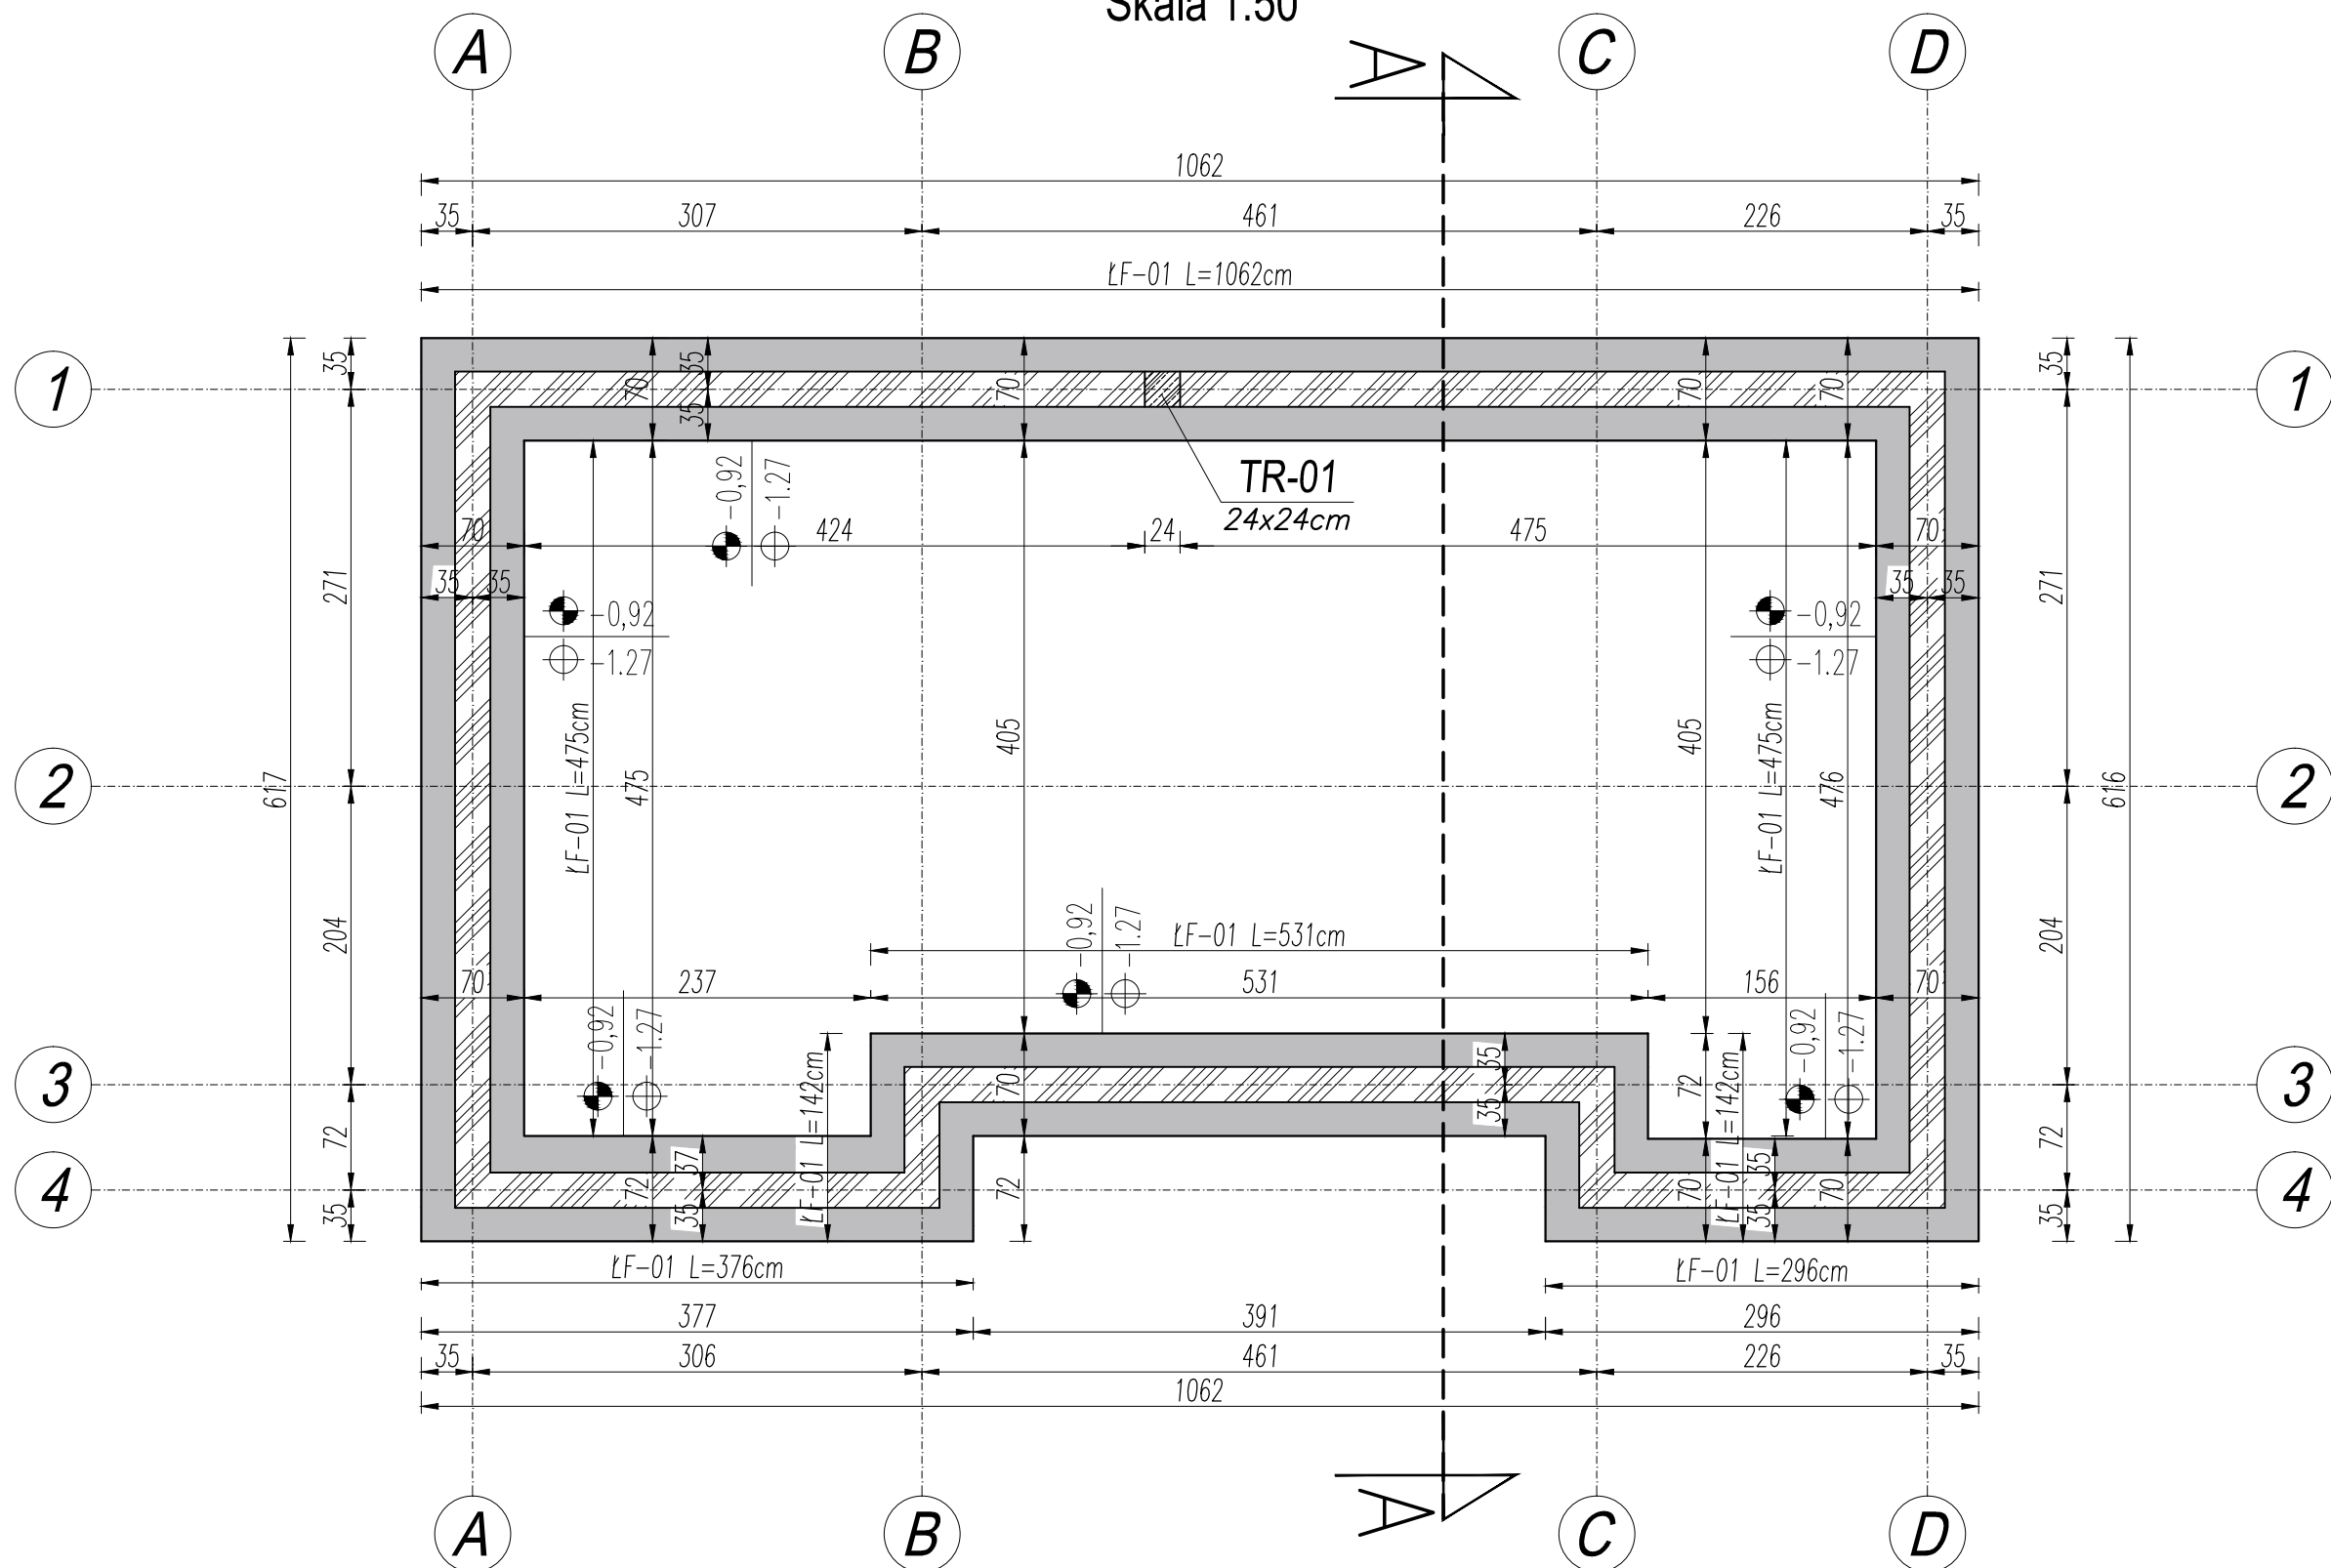 Skala 1:50
A B C D
A
1062
35 307 461 226 35
ŁF-01 L=1062cm
35 35
1 1
70 35 70 70 70
35
TR-01
24x24cm
-0,92 -1.27
70 424 24 475 70
35 35 35 35
271 271
-0,92 -0,92
-1.27 -1.27
ŁF-01 L=475cm 475 405 405 ŁF-01 L=475cm 476
617 616
2 2
204 204
-0,92 -1.27
ŁF-01 L=531cm
70 237 531 156 70
-0,92 -1.27 -0,92 -1.27
3 3
ŁF-01 L=142cm 70 35 72 ŁF-01 L=142cm
35
72 72
37 35
4 4
72 72 70 70
35 35
35 35
ŁF-01 L=376cm ŁF-01 L=296cm
377 391 296
35 306 461 226 35
1062
A
A B C D